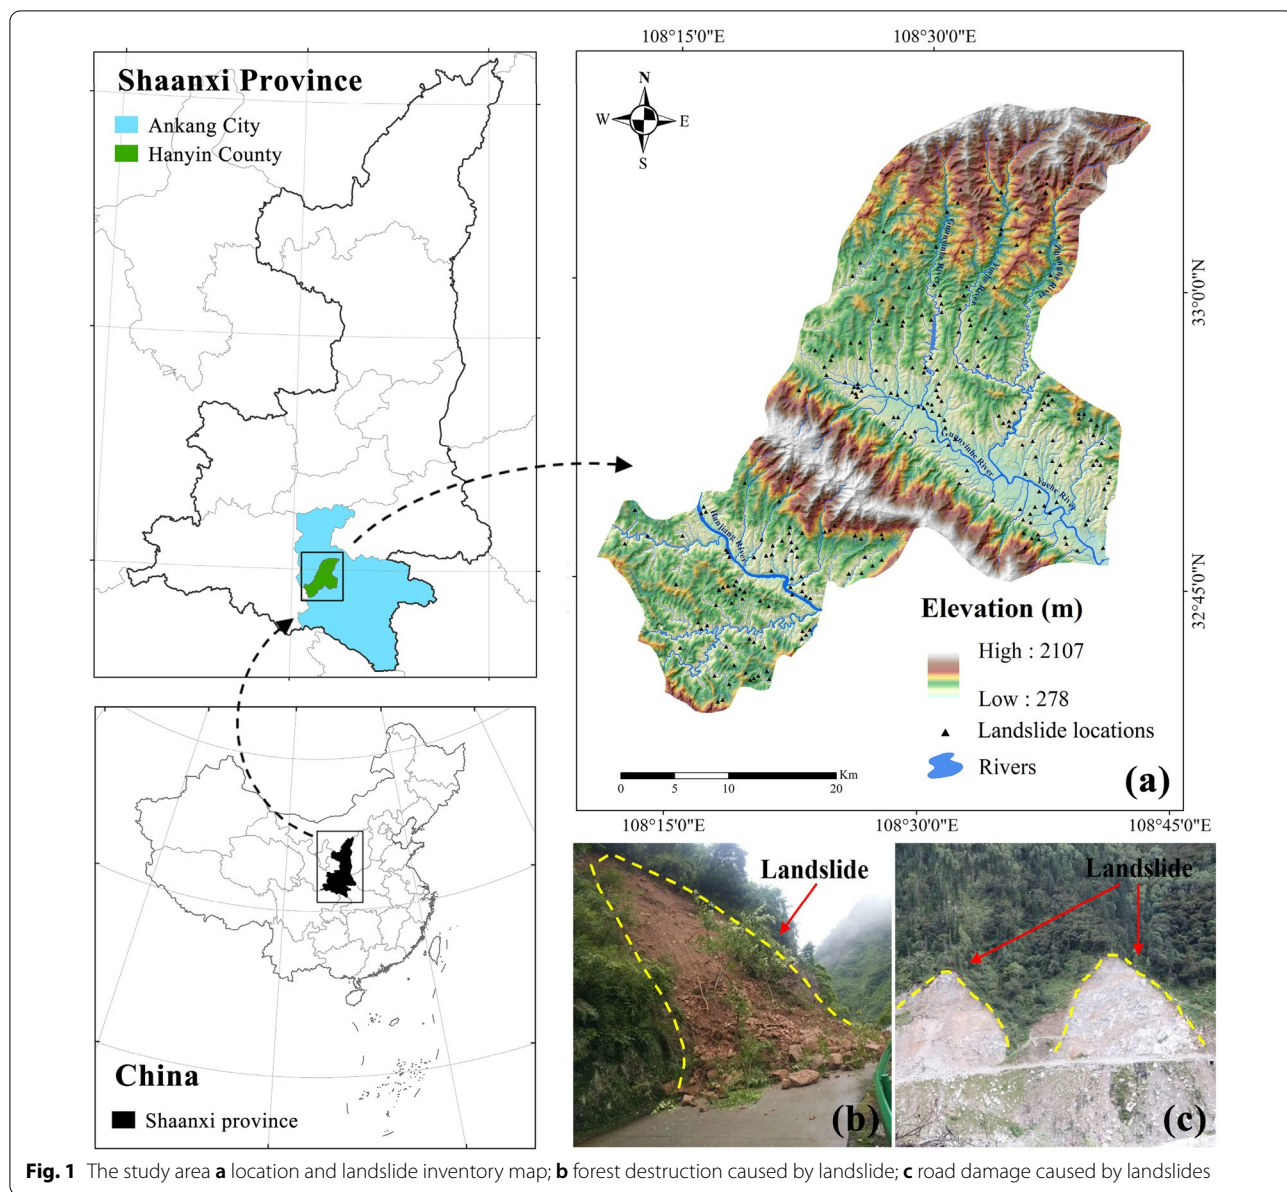 Shaanxi Province
Ankang City
Hanyin County
108°15'0"E
108°30'0"E
N
W
E
S
33°0'0"N
32°45'0"N
Guanyinhe River
Yuehe River
Hanjiang River
Elevation (m)
High : 2107
Low : 278
Landslide locations
Rivers
Km
0
5
10
20
(a)
108°15'0"E
108°30'0"E
108°45'0"E
China
Shaanxi province
Landslide
(b)
Landslide
(c)
Fig. 1 The study area a location and landslide inventory map; b forest destruction caused by landslide; c road damage caused by landslides